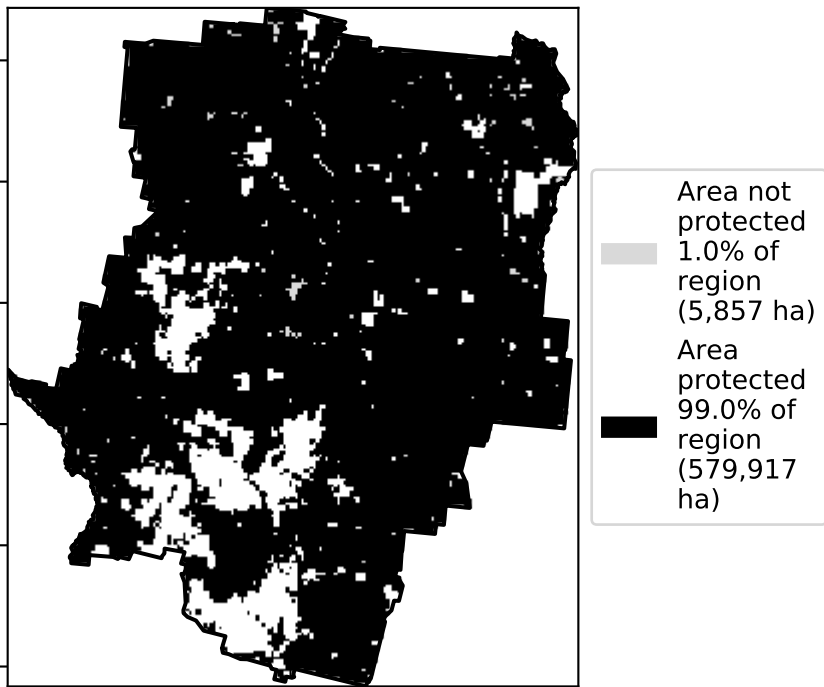 Area not
protected
1.0% of
region
(5,857 ha)
Area
protected
99.0% of
region
(579,917
ha)